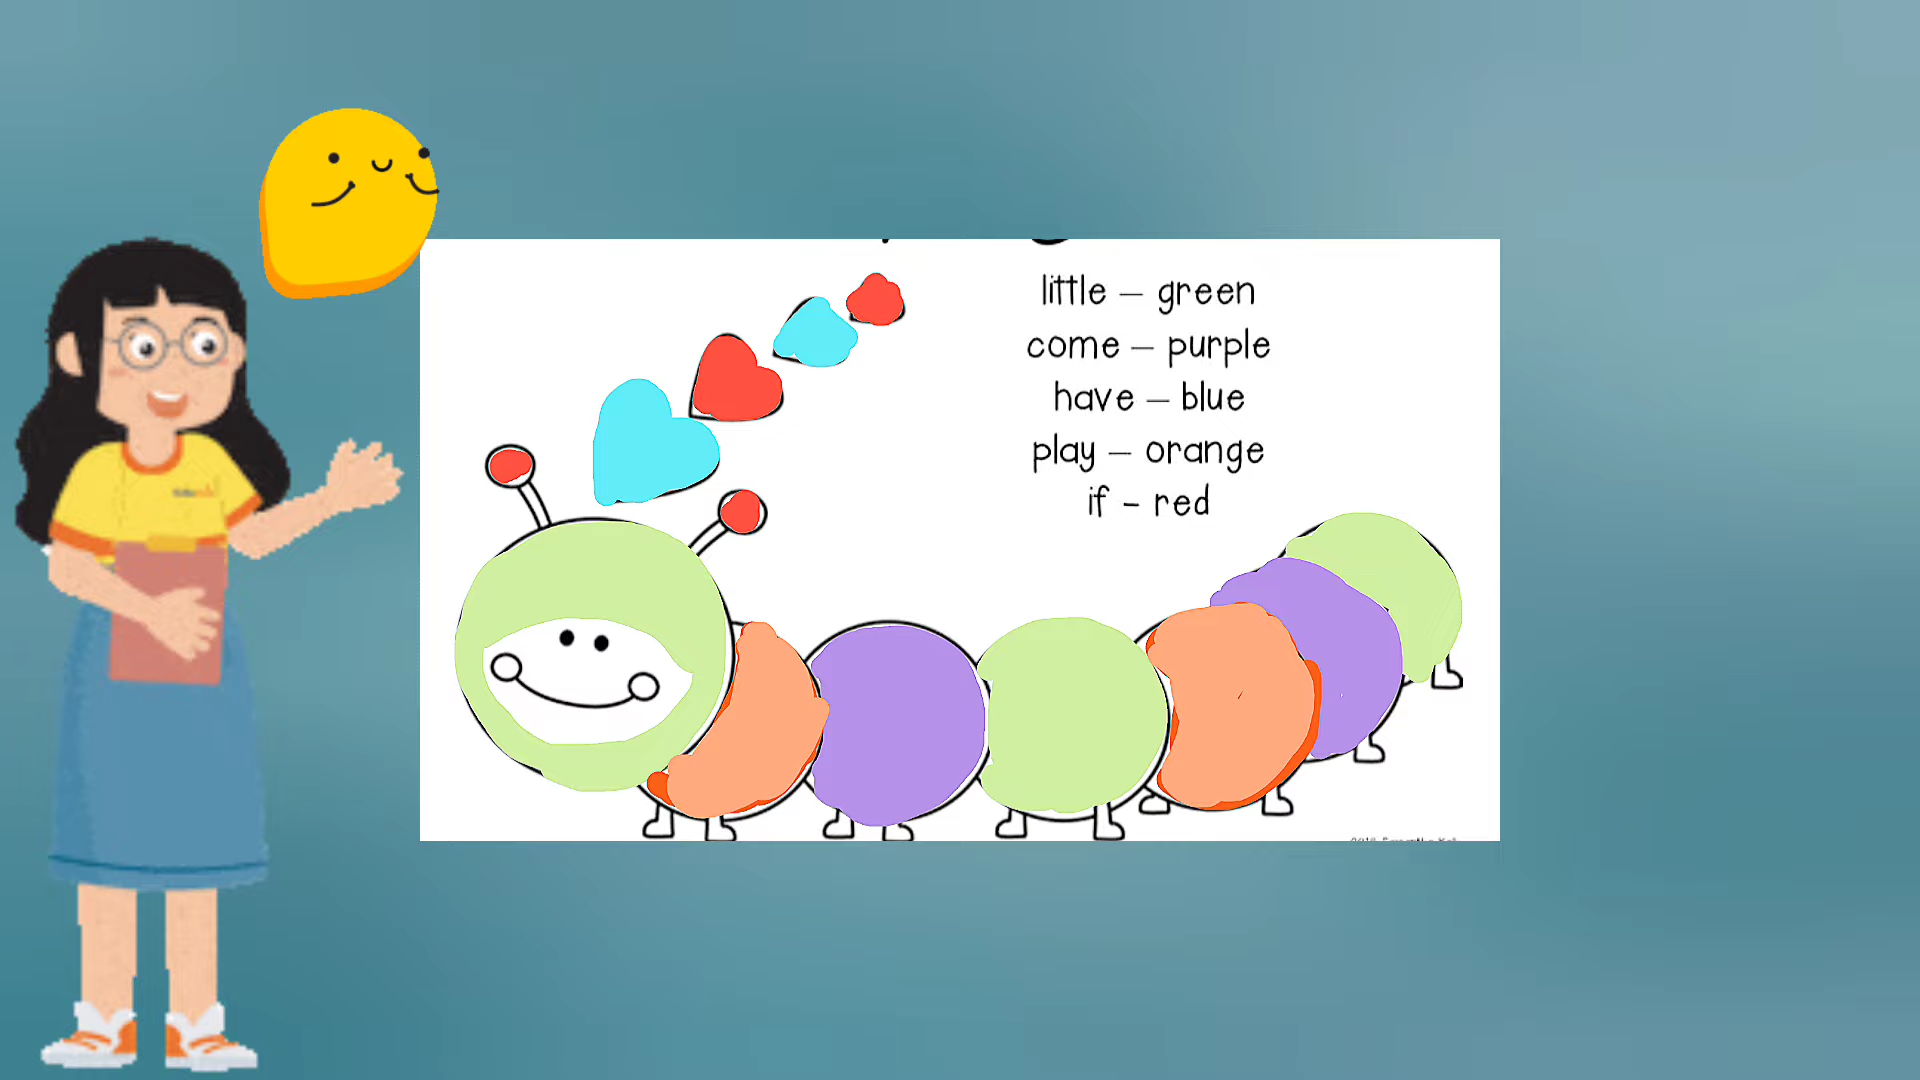 little – green
come – purple
have – blue
play – orange
if – red